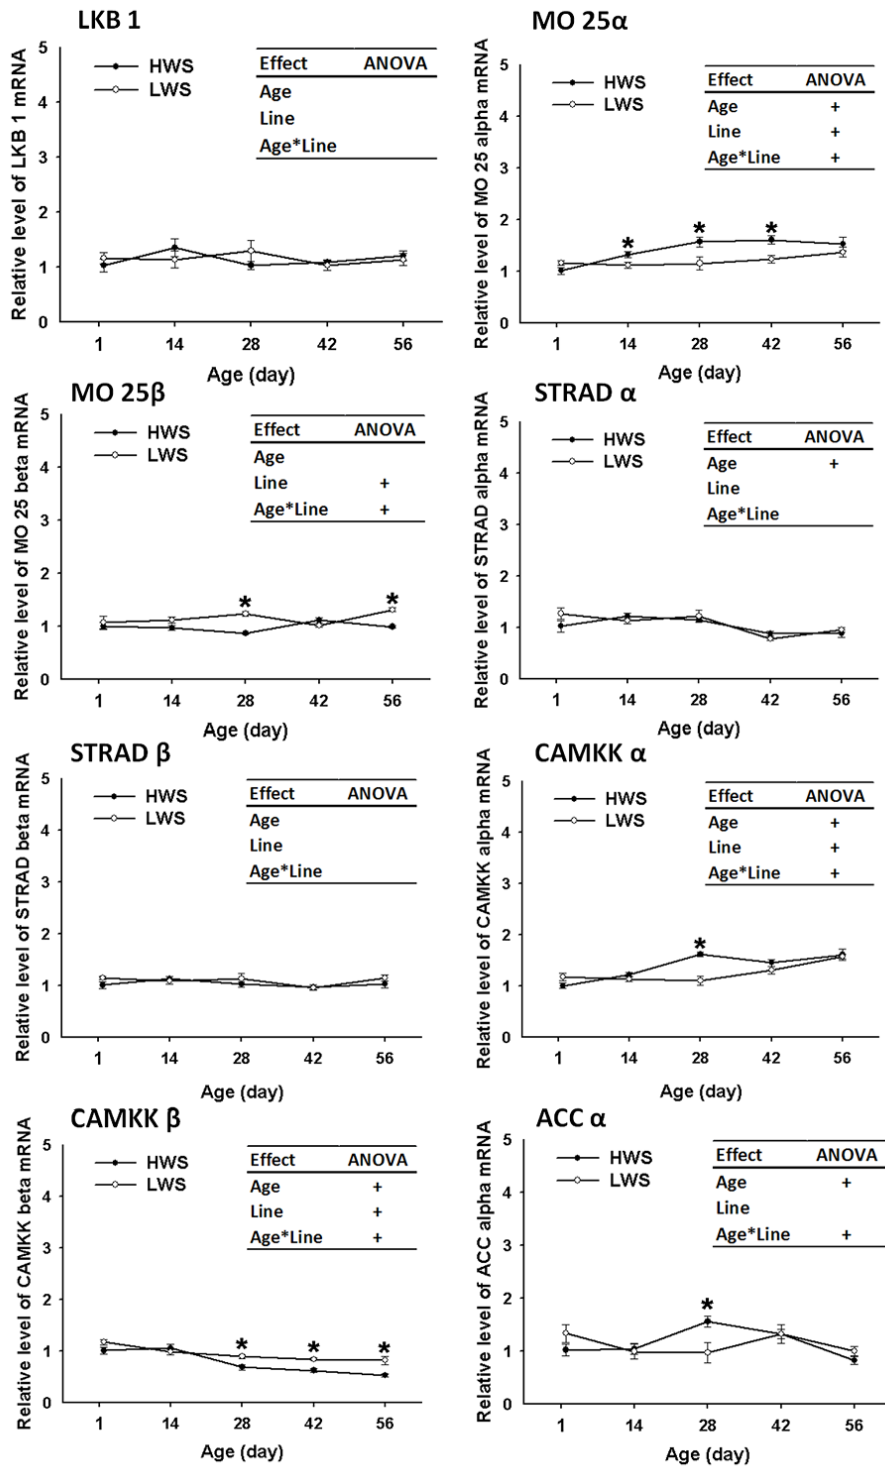 LKB 1
Relative level of LKB 1 mRNA
5
4
3
2
1
0
HWS
LWS
Effect ANOVA
Age
Line
Age*Line
1 14 28 42 56
Age (day)
MO 25α
Relative level of MO 25 alpha mRNA
5
4
3
2
1
0
HWS
LWS
Effect ANOVA
Age +
Line +
Age*Line +
* * *
1 14 28 42 56
Age (day)
MO 25β
Relative level of MO 25 beta mRNA
5
4
3
2
1
0
HWS
LWS
Effect ANOVA
Age
Line +
Age*Line +
* *
1 14 28 42 56
Age (day)
STRAD α
Relative level of STRAD alpha mRNA
5
4
3
2
1
0
HWS
LWS
Effect ANOVA
Age +
Line
Age*Line
1 14 28 42 56
Age (day)
STRAD β
Relative level of STRAD beta mRNA
5
4
3
2
1
0
HWS
LWS
Effect ANOVA
Age
Line
Age*Line
1 14 28 42 56
Age (day)
CAMKK α
Relative level of CAMKK alpha mRNA
5
4
3
2
1
0
HWS
LWS
Effect ANOVA
Age +
Line +
Age*Line +
*
1 14 28 42 56
Age (day)
CAMKK β
Relative level of CAMKK beta mRNA
5
4
3
2
1
0
HWS
LWS
Effect ANOVA
Age +
Line +
Age*Line +
* * *
1 14 28 42 56
Age (day)
ACC α
Relative level of ACC alpha mRNA
5
4
3
2
1
0
HWS
LWS
Effect ANOVA
Age +
Line
Age*Line +
*
1 14 28 42 56
Age (day)